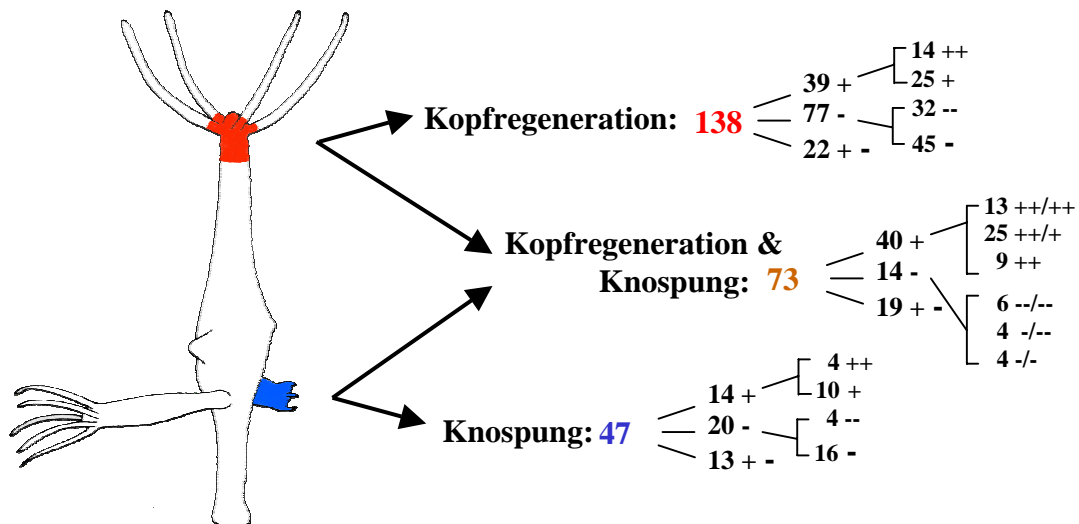 14 ++
39 +
25 +
Kopfregeneration: 138
77 -
32 --
22 + -
45 -
13 ++/++
Kopfregeneration &
40 +
25 ++/+
9 ++
Knospung: 73
14 -
19 + -
6 --/--
4 -/--
4 -/-
4 ++
14 +
10 +
Knospung: 47
20 -
4 --
13 + -
16 -